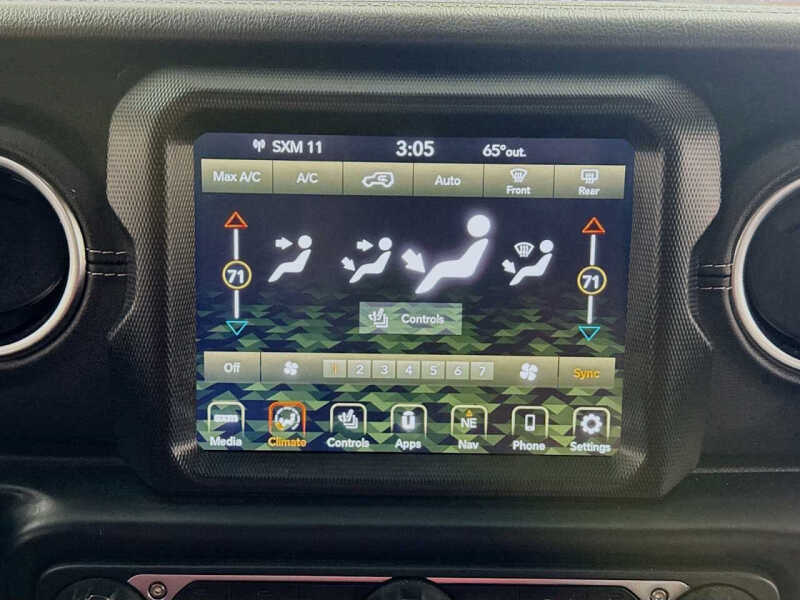 SXM 11 3:05 65°out.
Max A/C A/C Auto Front Rear
71 71
Controls
Off 1 2 3 4 5 6 7 Sync
sxm NE
Media Climate Controls Apps Nav Phone Settings